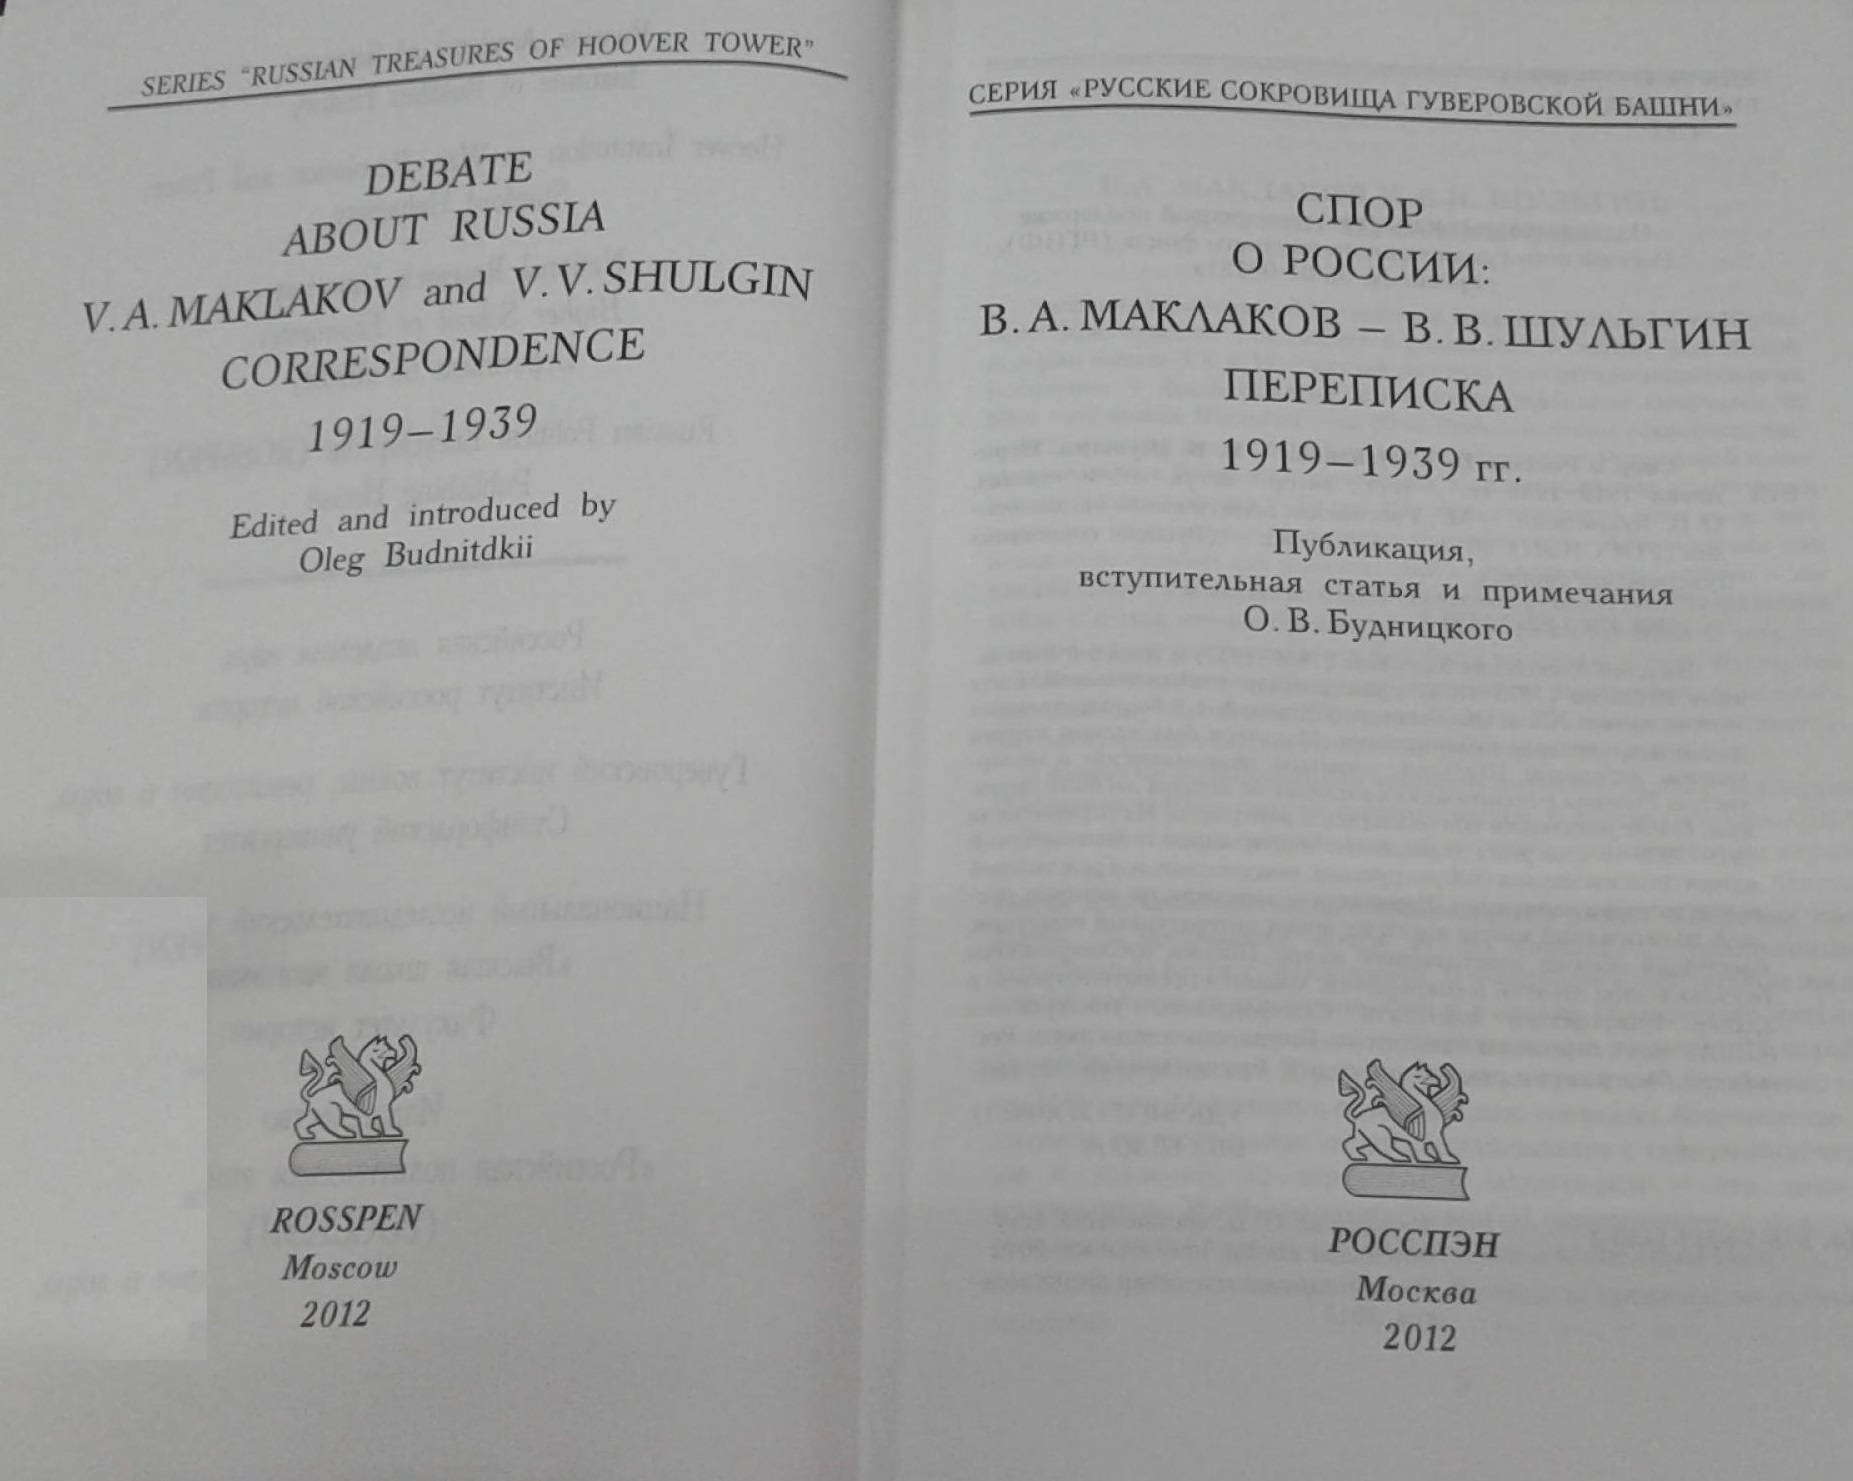 SERIES "RUSSIAN TREASURES OF HOOVER TOWER"
DEBATE
ABOUT RUSSIA
V. A. MAKLAKOV and V. V. SHULGIN
CORRESPONDENCE
1919–1939
Edited and introduced by
Oleg Budnitdkii
ROSSPEN
Moscow
2012
СЕРИЯ «РУССКИЕ СОКРОВИЩА ГУВЕРОВСКОЙ БАШНИ»
СПОР
О РОССИИ:
В. А. МАКЛАКОВ – В. В. ШУЛЬГИН
ПЕРЕПИСКА
1919–1939 гг.
Публикация,
вступительная статья и примечания
О. В. Будницкого
РОССПЭН
Москва
2012